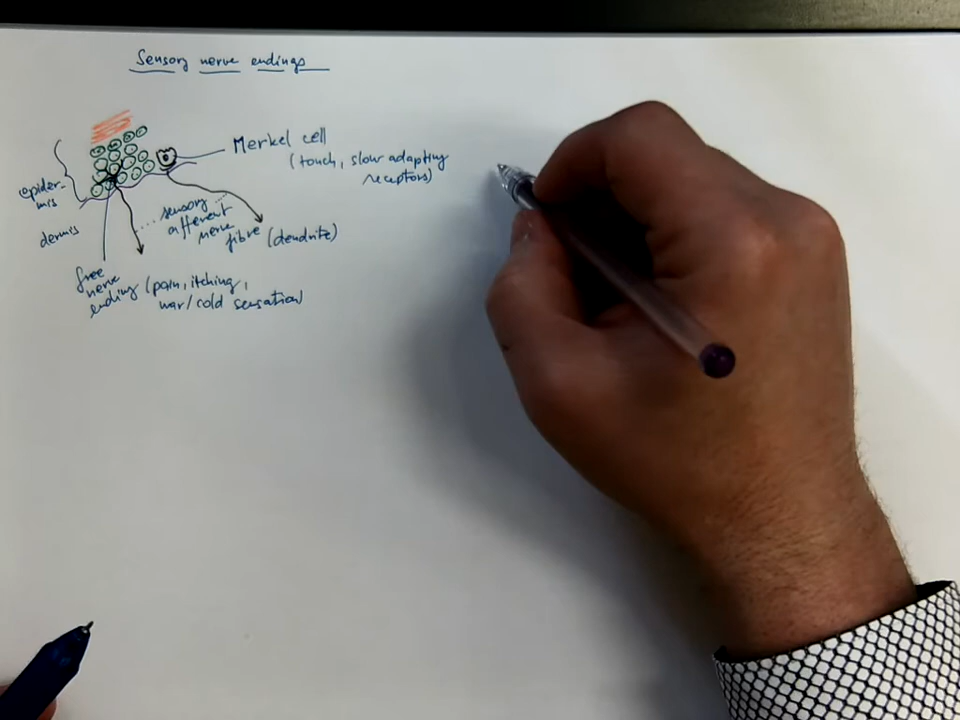 Sensory nerve endings
Merkel cell
(touch, slow adapting
receptors)
epider-
mis
dermis
sensory
afferent
nerve
fibre (dendrite)
free
nerve
ending (pain, itching,
war/cold sensation)